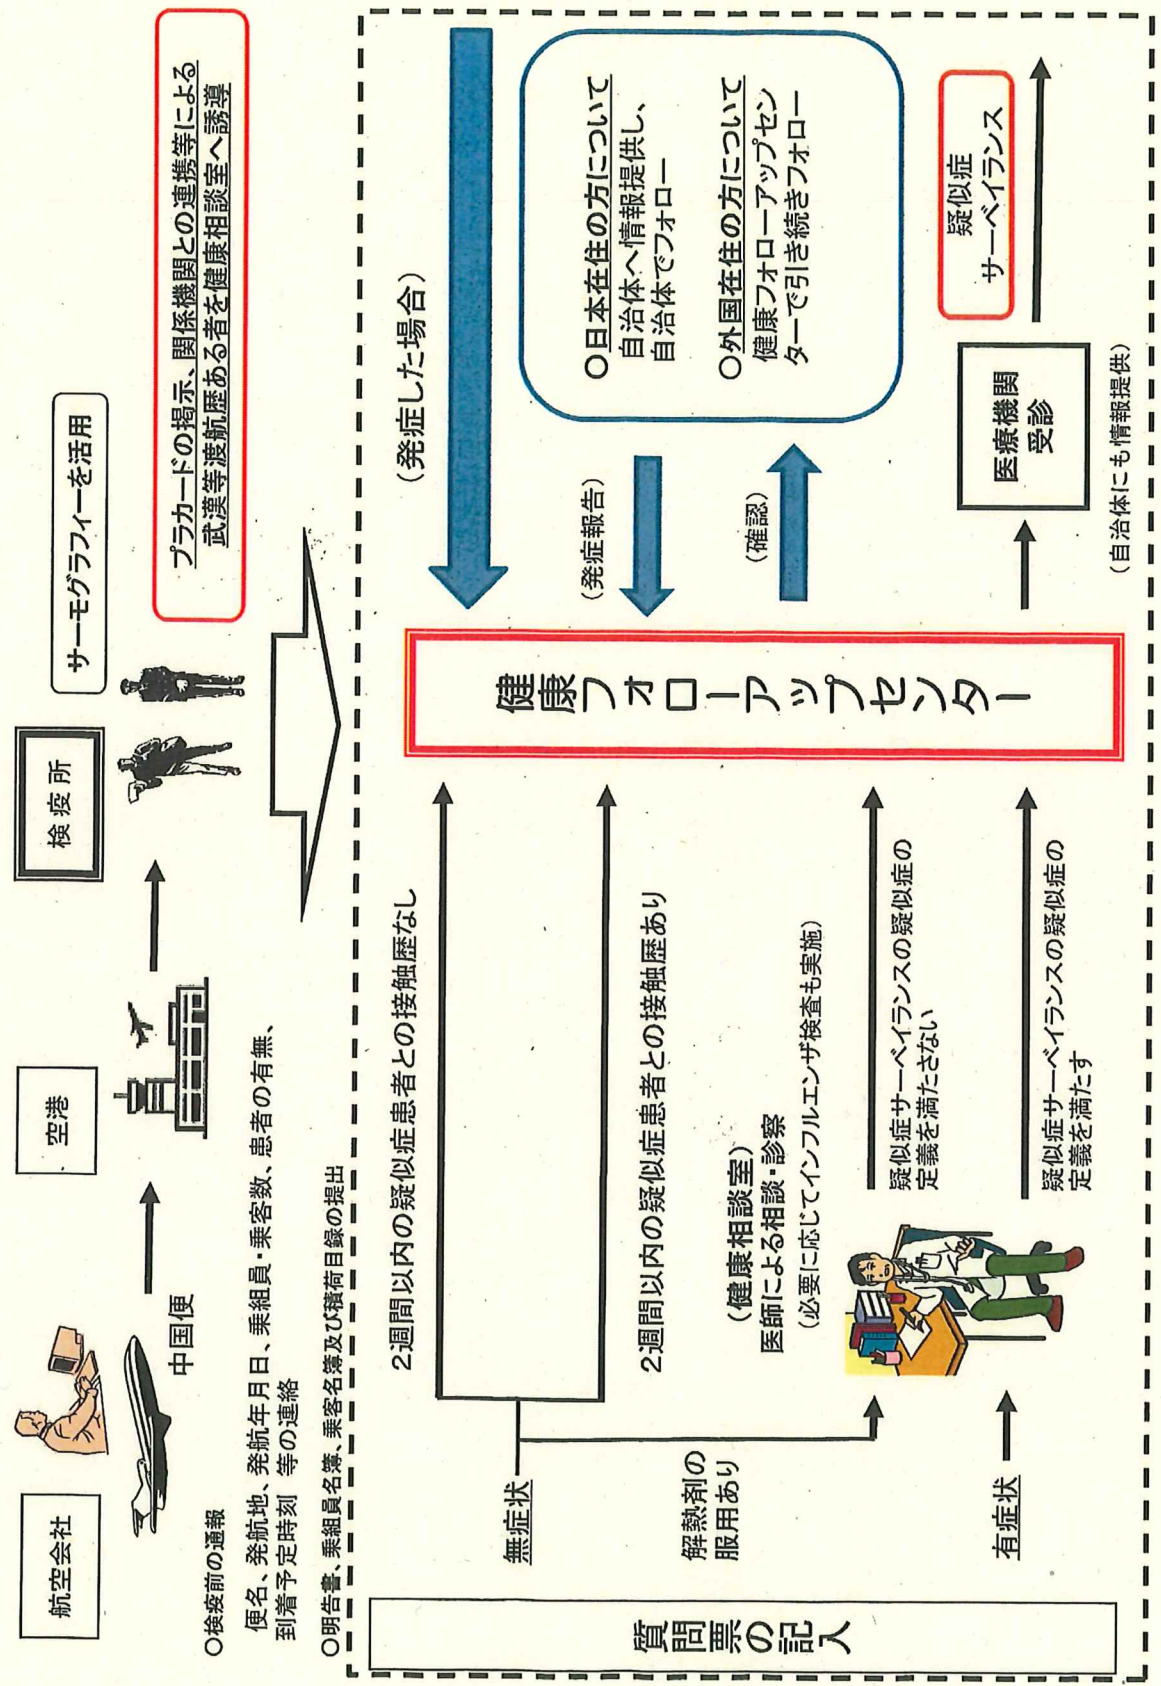 航空会社
空港
検疫所
サーモグラフィーを活用
中国便
プラカードの掲示、関係機関との連携等による
武漢等渡航歴ある者を健康相談室へ誘導
○検疫前の通報
便名、発航地、発航年月日、乗組員・乗客数、患者の有無、
到着予定時刻 等の連絡
○明告書、乗組員名簿、乗客名簿及び積荷目録の提出
質問票の記入
無症状
2週間以内の疑似症患者との接触歴なし
2週間以内の疑似症患者との接触歴あり
解熱剤の
服用あり
有症状
(健康相談室)
医師による相談・診察
(必要に応じてインフルエンザ検査も実施)
疑似症サーベイランスの疑似症の
定義を満たさない
疑似症サーベイランスの疑似症の
定義を満たす
健康フォローアップセンター
(発症した場合)
(発症報告)
(確認)
○日本在住の方について
自治体へ情報提供し、
自治体でフォロー
○外国在住の方について
健康フォローアップセン
ターで引き続きフォロー
医療機関
受診
(自治体にも情報提供)
疑似症
サーベイランス